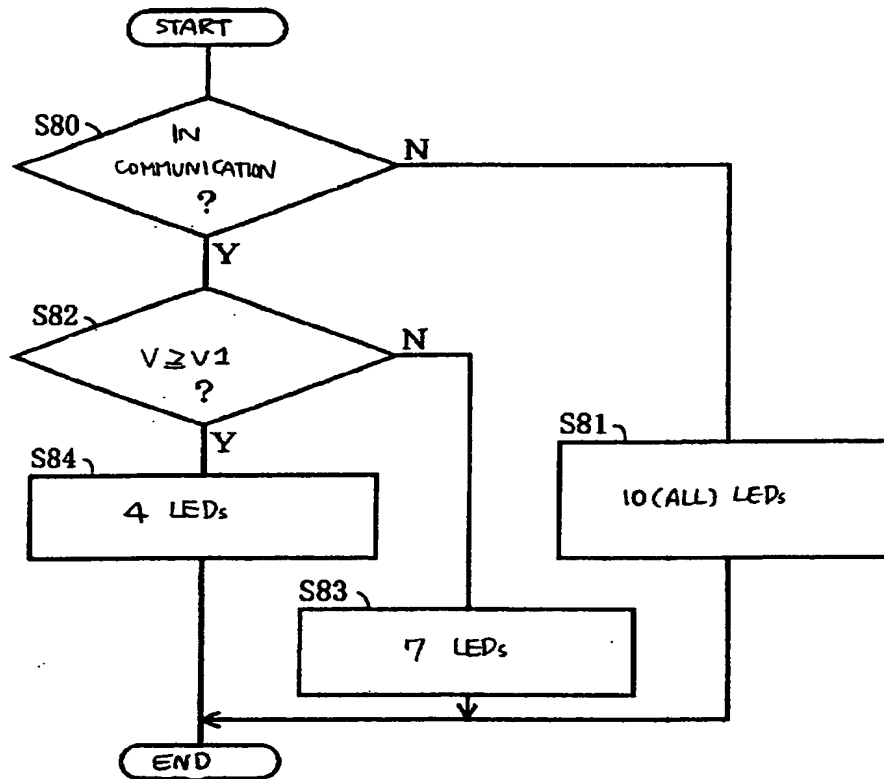 START
S80
IN
COMMUNICATION
?
N
Y
S82
V≧V1
?
N
Y
S84
4 LEDs
S81
10(ALL) LEDs
S83
7 LEDs
END